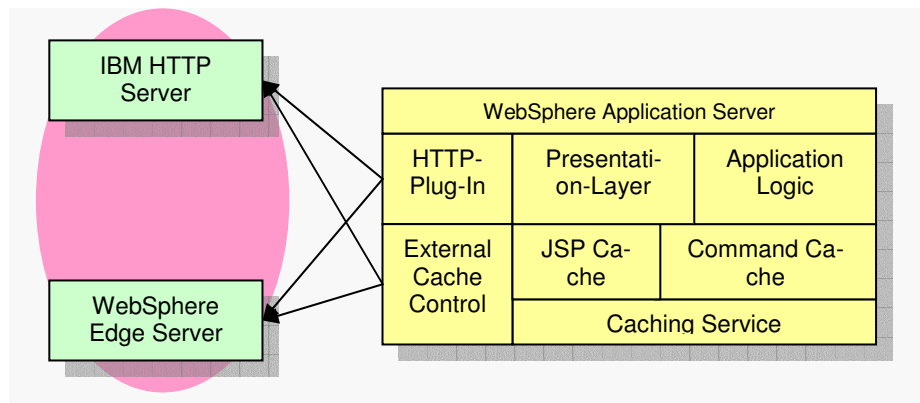 IBM HTTP
Server
WebSphere Application Server
HTTP-
Plug-In
Presentati-
on-Layer
Application
Logic
External
Cache
Control
JSP Ca-
che
Command Ca-
che
WebSphere
Edge Server
Caching Service